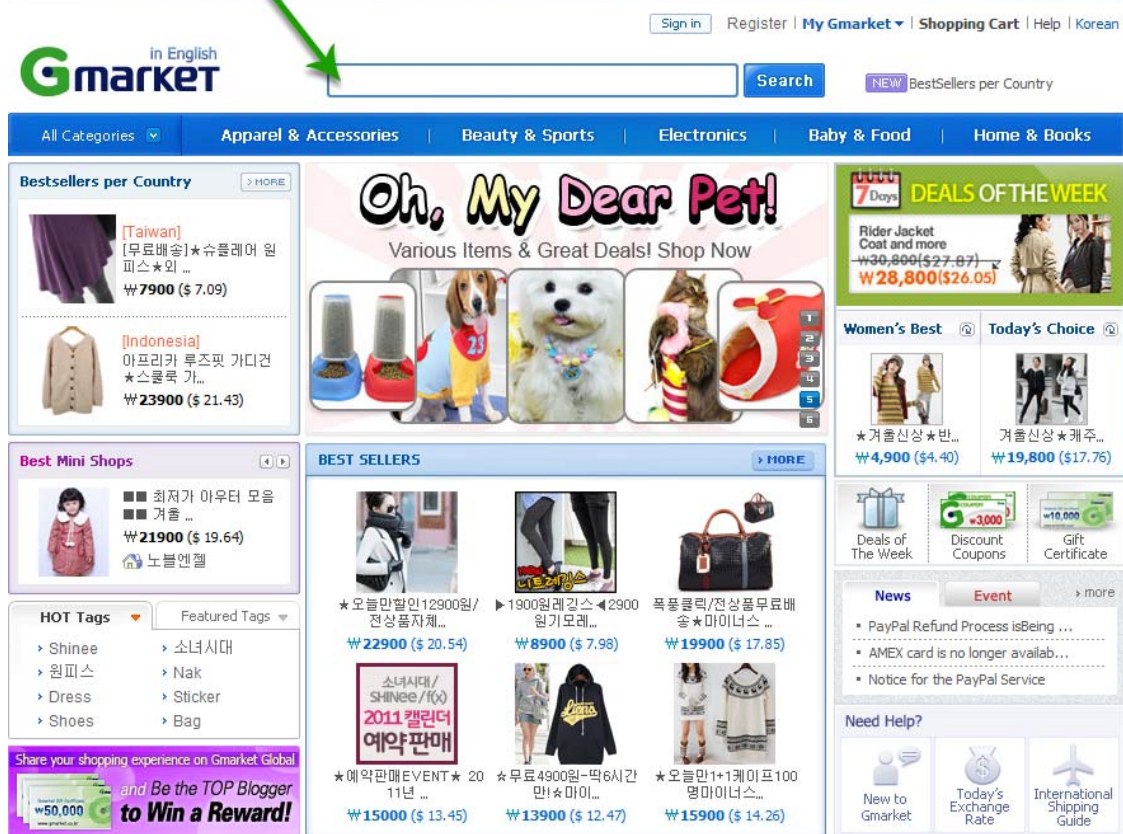 Sign in Register | My Gmarket | Shopping Cart | Help | Korean
in English
Gmarket
Search
NEW BestSellers per Country
All Categories
Apparel & Accessories | Beauty & Sports | Electronics | Baby & Food | Home & Books
Bestsellers per Country
> MORE
[Taiwan]
[무료배송]★슈플레어 원
피스★외 ...
₩7900 ($ 7.09)
[Indonesia]
아프리카 루즈핏 가디건
★스쿨룩 가...
₩23900 ($ 21.43)
Oh, My Dear Pet!
Various Items & Great Deals! Shop Now
23
1
2
3
4
5
6
7 Days DEALS OF THE WEEK
Rider Jacket
Coat and more
₩30,800($27.87)
₩28,800($26.05)
Women's Best
★겨울신상★반...
₩4,900 ($4.40)
Today's Choice
겨울신상★캐주...
₩19,800 ($17.76)
Best Mini Shops
■■ 최저가 아우터 모음
■■ 겨울 ...
₩21900 ($ 19.64)
노블엔젤
BEST SELLERS
> MORE
★오늘만할인12900원/
전상품자체...
₩22900 ($ 20.54)
니트레깅스
▶1900원레깅스◀2900
원기모레...
₩8900 ($ 7.98)
폭풍클릭/전상품무료배
송★마이너스 ...
₩19900 ($ 17.85)
소녀시대/
SHINee/f(x)
2011 캘린더
예약판매
★예약판매EVENT★ 20
11년 ...
₩15000 ($ 13.45)
Lions
☆무료4900원~딱6시간
만!★마이...
₩13900 ($ 12.47)
★오늘만1+1케이프100
명마이너스...
₩15900 ($ 14.26)
Deals of
The Week
COUPON
₩3,000
Discount
Coupons
₩10,000
Gift
Certificate
HOT Tags
Featured Tags
› Shinee
› 소녀시대
› 원피스
› Nak
› Dress
› Sticker
› Shoes
› Bag
News
Event
› more
▪ PayPal Refund Process isBeing ...
▪ AMEX card is no longer availab...
▪ Notice for the PayPal Service
Need Help?
New to
Gmarket
Today's
Exchange
Rate
International
Shipping
Guide
Share your shopping experience on Gmarket Global
₩50,000
and Be the TOP Blogger
to Win a Reward!